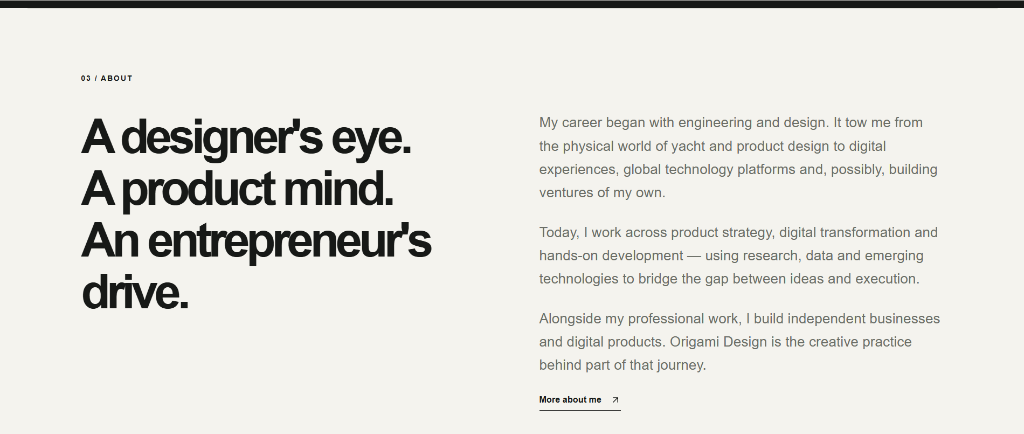 03 / ABOUT
A designer's eye.
A product mind.
An entrepreneur's
drive.
My career began with engineering and design. It tow me from
the physical world of yacht and product design to digital
experiences, global technology platforms and, possibly, building
ventures of my own.
Today, I work across product strategy, digital transformation and
hands-on development — using research, data and emerging
technologies to bridge the gap between ideas and execution.
Alongside my professional work, I build independent businesses
and digital products. Origami Design is the creative practice
behind part of that journey.
More about me ↗